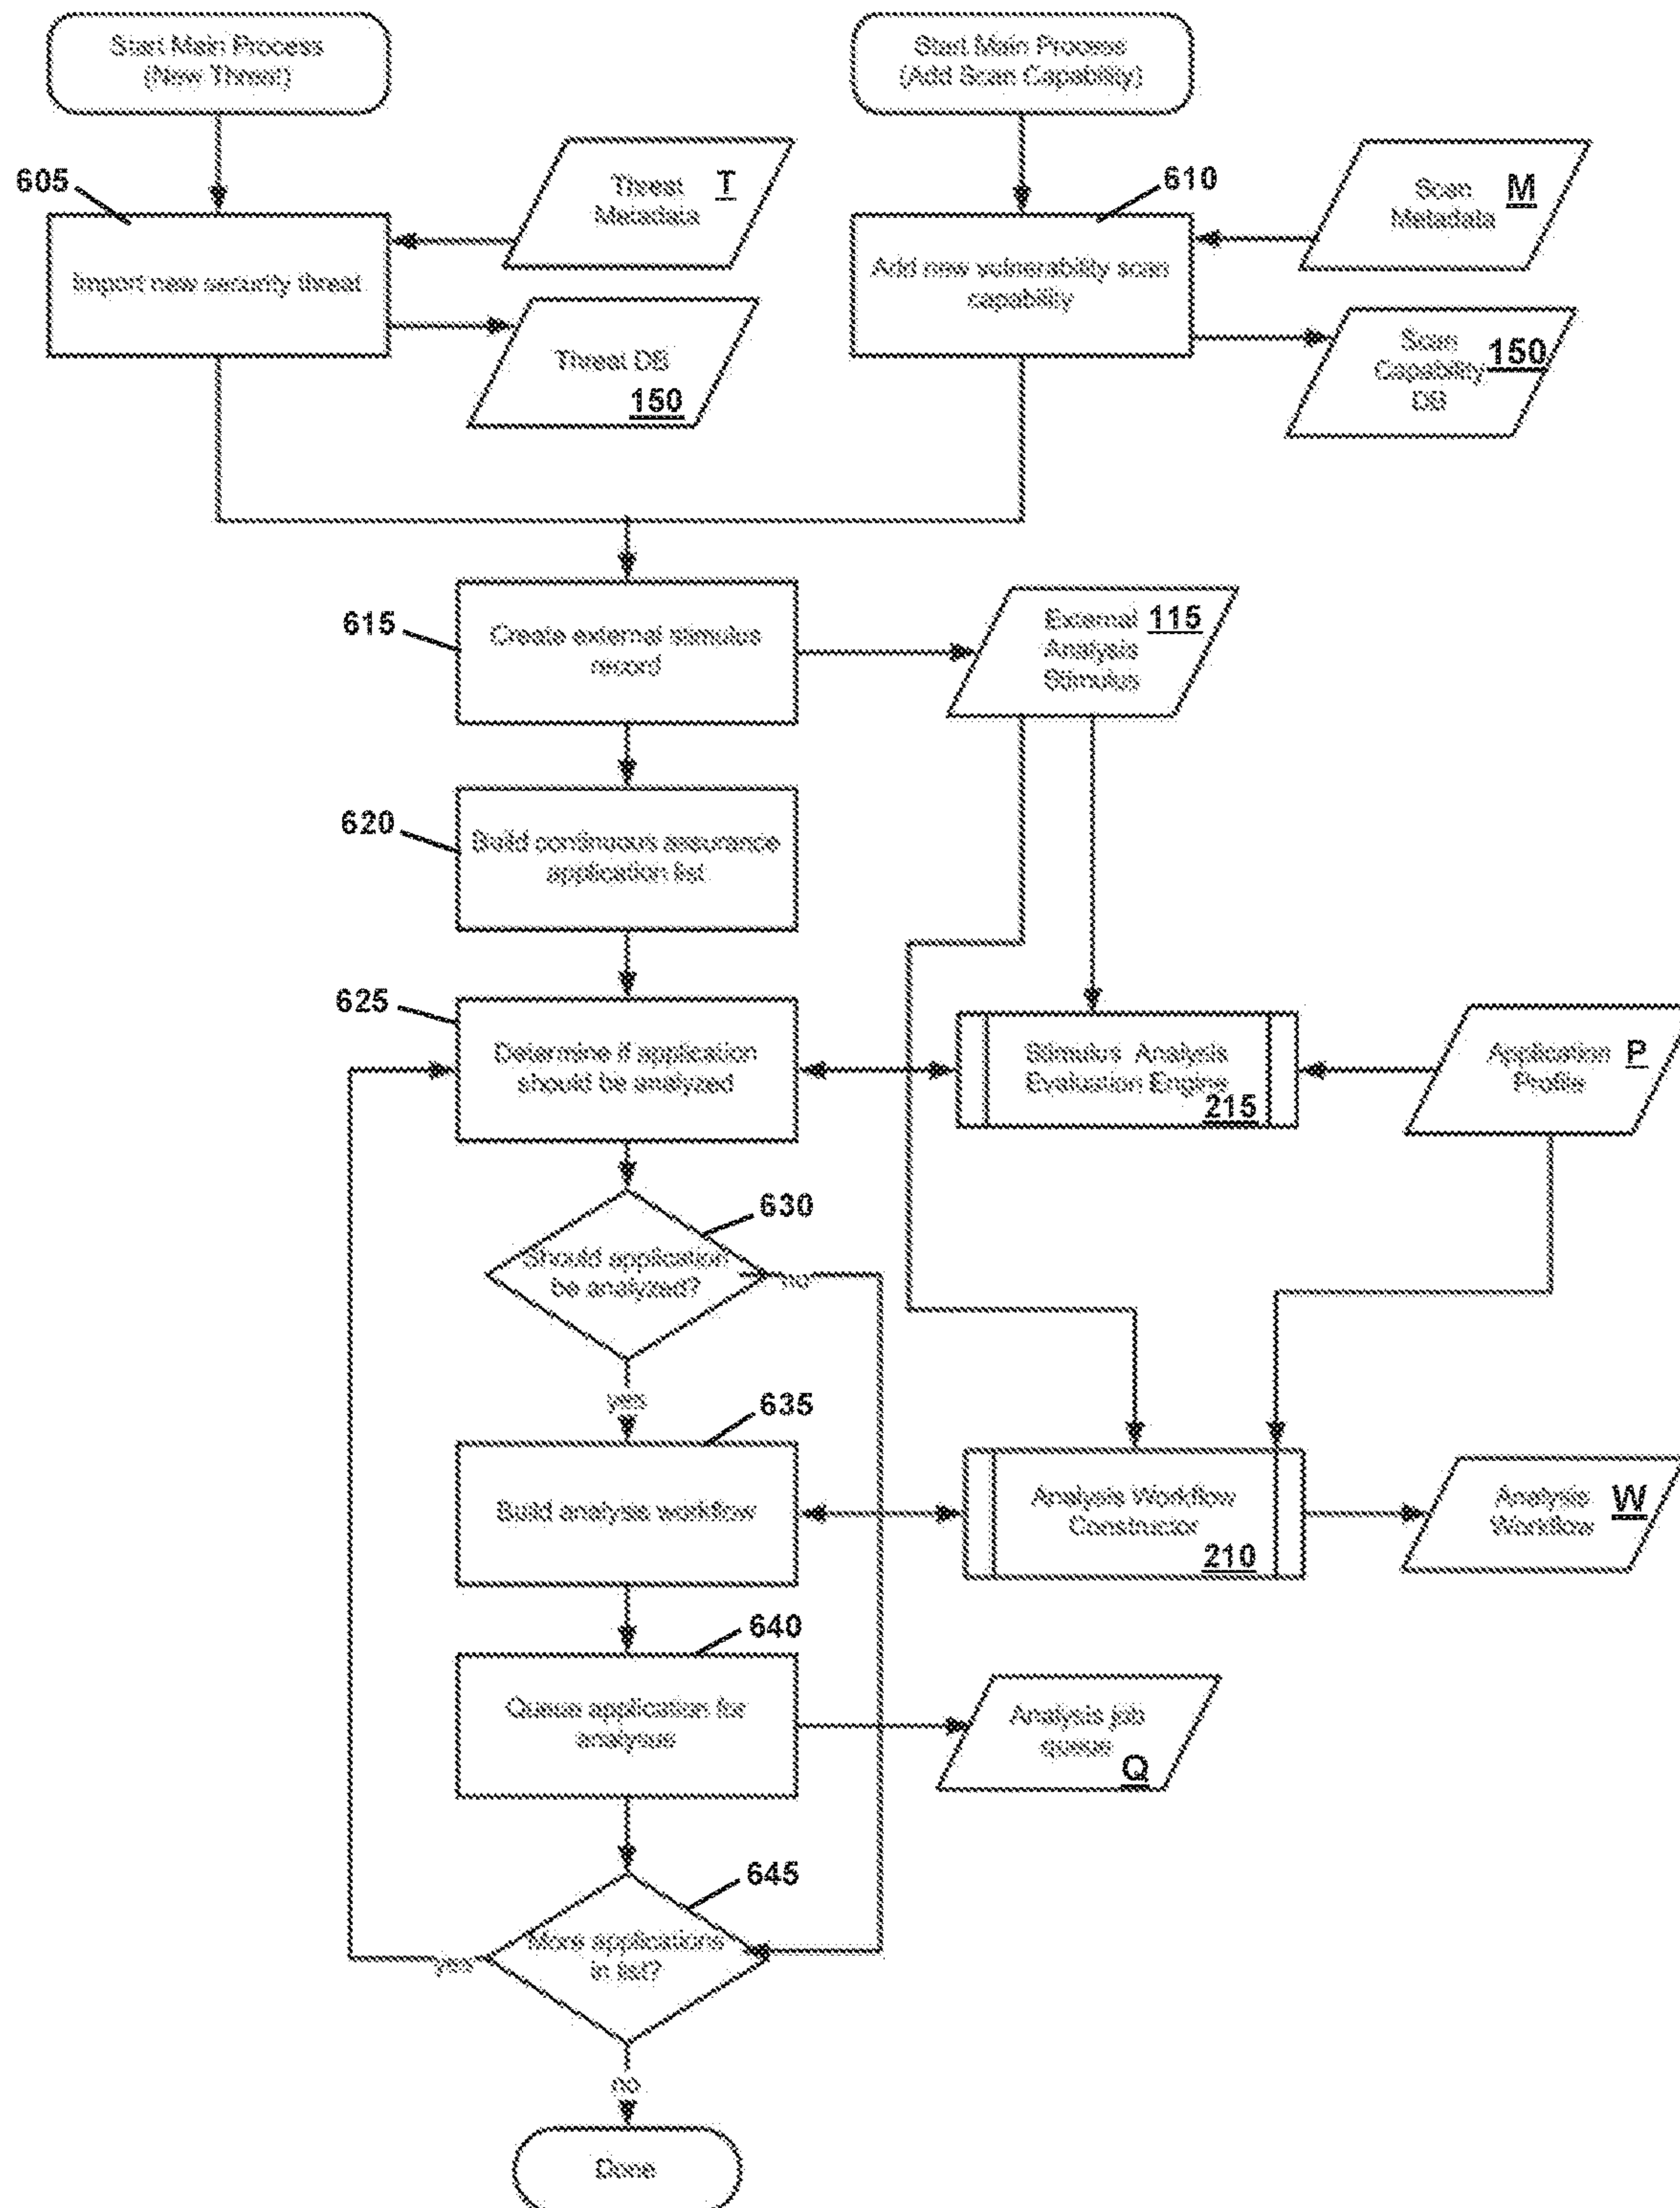 Start Main Process
(New Threat)
Start Main Process
(Add Scan Capability)
605
Threat
Metadata
T
610
Scan
Metadata
M
Import new security threat
Add new vulnerability scan
capability
Threat DB
150
Scan
Capability
DB
150
615
Create external stimulus
record
External
Analysis
Stimulus
115
620
Build continuous assurance
application list
625
Determine if application
should be analyzed
Stimulus Analysis
Evaluation Engine
215
Application
Profile
P
630
Should application
be analyzed?
no
yes
635
Build analysis workflow
Analysis Workflow
Constructor
210
Analysis
Workflow
W
640
Queue application for
analysus
Analysis job
queue
Q
645
More applications
in list?
yes
no
Done